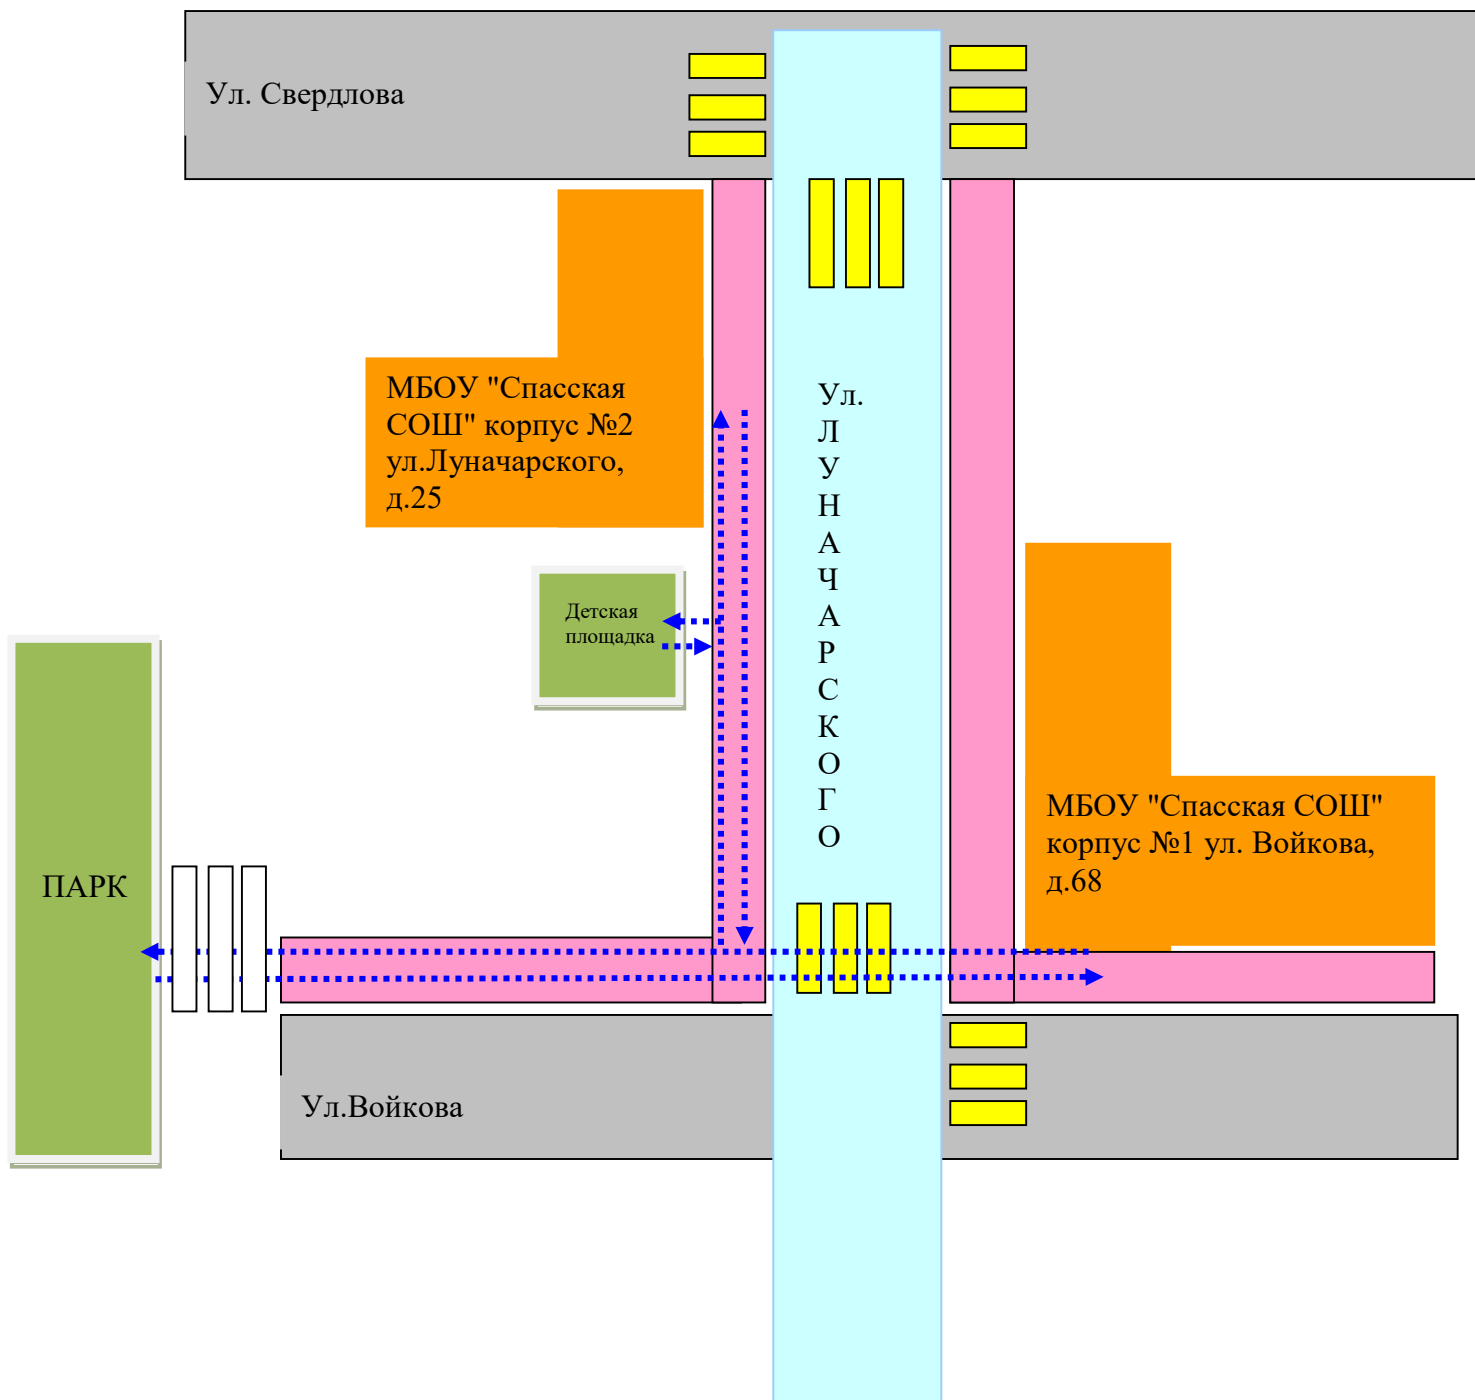 Ул. Свердлова
МБОУ "Спасская
СОШ" корпус №2
ул.Луначарского,
д.25
Ул.
Л
У
Н
А
Ч
А
Р
С
К
О
Г
О
Детская
площадка
МБОУ "Спасская СОШ"
корпус №1 ул. Войкова,
д.68
ПАРК
Ул.Войкова